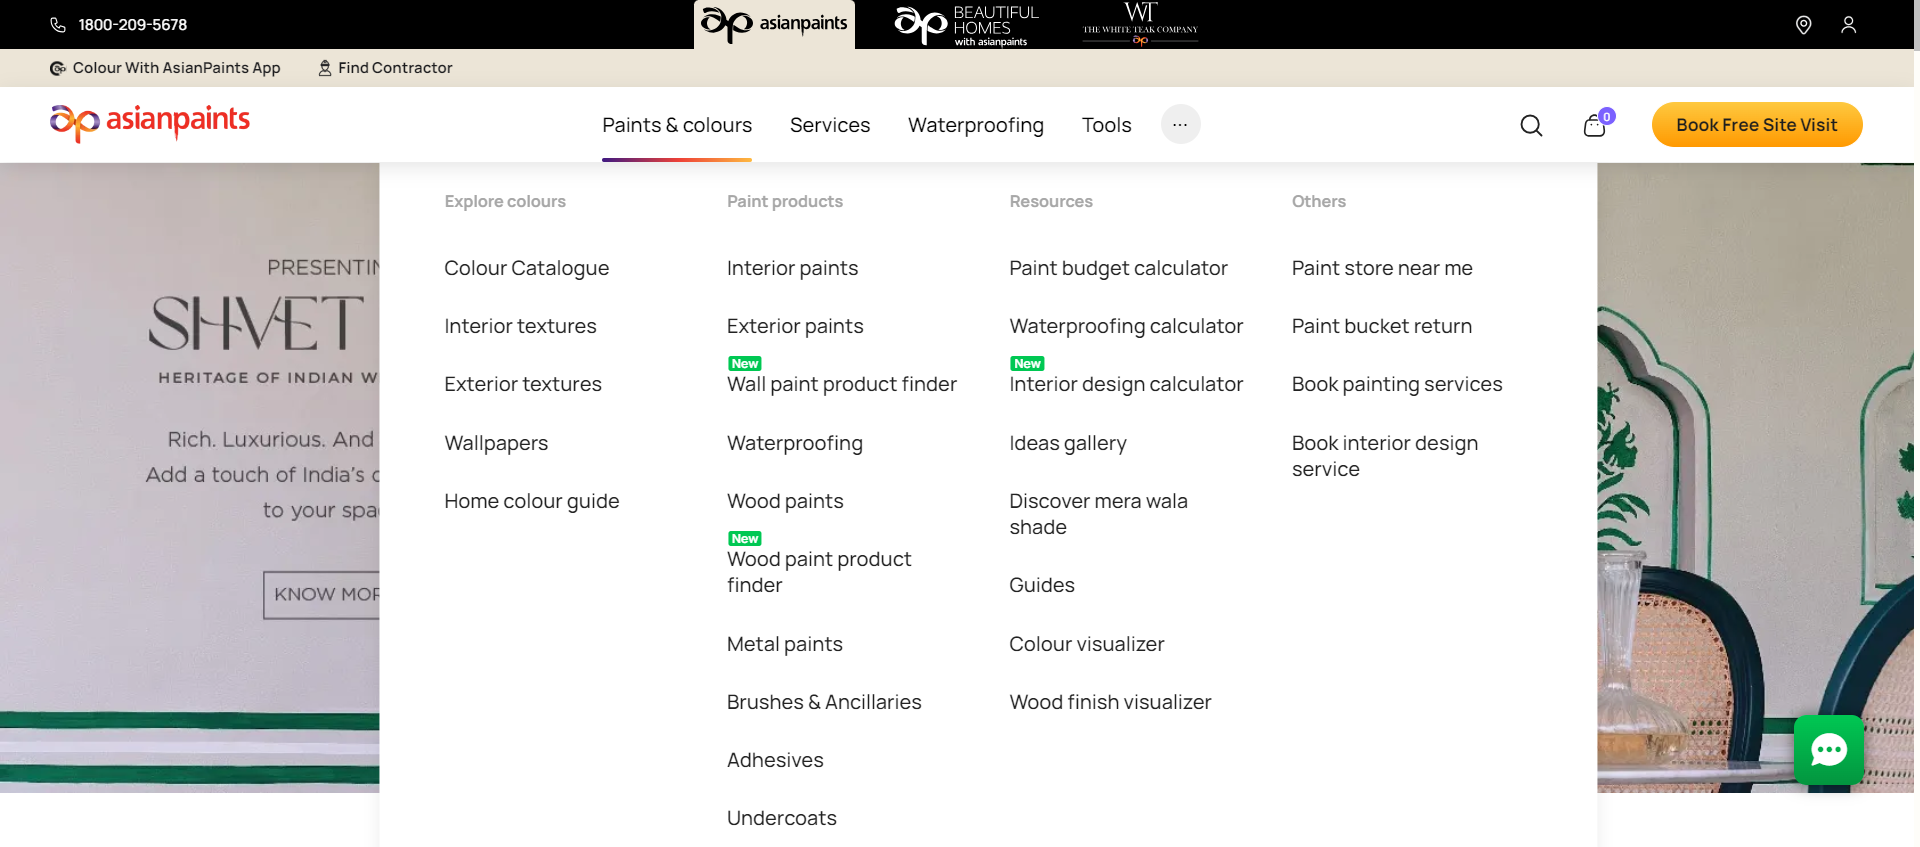 1800-209-5678
asianpaints
BEAUTIFUL
HOMES
with asianpaints
WT
THE WHITE TEAK COMPANY
Colour With AsianPaints App
Find Contractor
asianpaints
Paints & colours
Services
Waterproofing
Tools
...
0
Book Free Site Visit
Explore colours
Colour Catalogue
Interior textures
Exterior textures
Wallpapers
Home colour guide
Paint products
Interior paints
Exterior paints
New
Wall paint product finder
Waterproofing
Wood paints
New
Wood paint product
finder
Metal paints
Brushes & Ancillaries
Adhesives
Undercoats
Resources
Paint budget calculator
Waterproofing calculator
New
Interior design calculator
Ideas gallery
Discover mera wala
shade
Guides
Colour visualizer
Wood finish visualizer
Others
Paint store near me
Paint bucket return
Book painting services
Book interior design
service
SHVET
HERITAGE OF INDIAN
Rich. Luxurious. And
Add a touch of India's
to your
KNOW